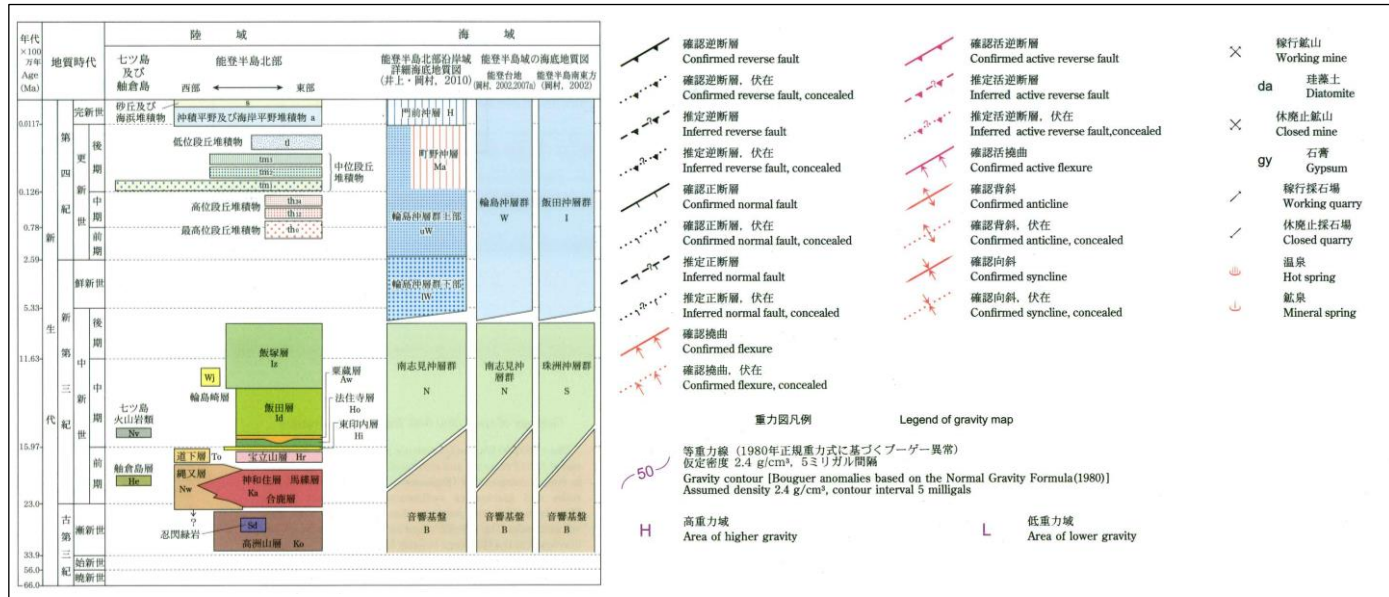 年代
×100
万年
Age
(Ma)
地質時代
陸域
海域
七ツ島
及び
舳倉島
能登半島北部
西部
東部
能登半島北部沿岸域
詳細海底地質図
(井上・岡村, 2010)
能登半島域の海底地質図
能登台地
(岡村, 2002,2007a)
能登半島南東方
(岡村, 2002)
新生代
第四紀
新第三紀
古第三紀
完新世
更新世
後期
中期
前期
鮮新世
中新世
後期
中期
前期
漸新世
始新世
暁新世
0.0117
0.126
0.78
2.59
5.33
11.63
15.97
23.0
33.9
56.0
66.0
砂丘及び
海浜堆積物
s
沖積平野及び海岸平野堆積物 a
低位段丘堆積物
tl
tm₁
tm₂
中位段丘
堆積物
高位段丘堆積物
最高位段丘堆積物
th₀
飯塚層
Iz
Wj
輪島崎層
飯田層
Id
粟蔵層
Aw
法住寺層
Ho
東印内層
Hi
七ツ島
火山岩類
Nv
道下層
To
宝立山層 Hr
舳倉島層
He
縄又層
Nw
神和住層
馬緤層
Ka
合鹿層
?
忍閃緑岩
Sd
高洲山層 Ko
門前沖層 H
町野沖層
Ma
輪島沖層群上部
uW
輪島沖層群上部
lW
南志見沖層群
N
音響基盤
B
輪島沖層群
W
南志見沖
層群
N
音響基盤
B
飯田沖層群
I
珠洲沖層群
S
音響基盤
B
確認逆断層
Confirmed reverse fault
確認逆断層, 伏在
Confirmed reverse fault, concealed
推定逆断層
Inferred reverse fault
推定逆断層, 伏在
Inferred reverse fault, concealed
確認正断層
Confirmed normal fault
確認正断層, 伏在
Confirmed normal fault, concealed
推定正断層
Inferred normal fault
推定正断層, 伏在
Inferred normal fault, concealed
確認撓曲
Confirmed flexure
確認撓曲, 伏在
Confirmed flexure, concealed
確認活逆断層
Confirmed active reverse fault
推定活逆断層
Inferred active reverse fault
推定活逆断層, 伏在
Inferred active reverse fault,concealed
確認活撓曲
Confirmed active flexure
確認背斜
Confirmed anticline
確認背斜, 伏在
Confirmed anticline, concealed
確認向斜
Confirmed syncline
確認向斜, 伏在
Confirmed syncline, concealed
稼行鉱山
Working mine
da
珪藻土
Diatomite
休廃止鉱山
Closed mine
gy
石膏
Gypsum
稼行採石場
Working quarry
休廃止採石場
Closed quarry
温泉
Hot spring
鉱泉
Mineral spring
重力図凡例
Legend of gravity map
50
等重力線 (1980年正規重力式に基づくブーゲー異常)
仮定密度 2.4 g/cm³, 5ミリガル間隔
Gravity contour [Bouguer anomalies based on the Normal Gravity Formula(1980)]
Assumed density 2.4 g/cm³, contour interval 5 milligals
H
高重力域
Area of higher gravity
L
低重力域
Area of lower gravity